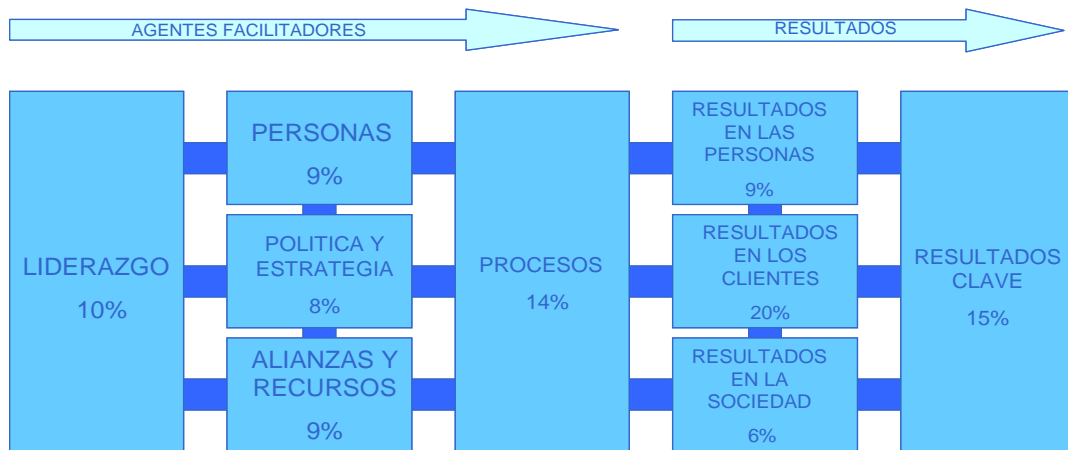 AGENTES FACILITADORES
RESULTADOS
LIDERAZGO
10%
PERSONAS
9%
POLITICA Y
ESTRATEGIA
8%
ALIANZAS Y
RECURSOS
9%
PROCESOS
14%
RESULTADOS
EN LAS
PERSONAS
9%
RESULTADOS
EN LOS
CLIENTES
20%
RESULTADOS
EN LA
SOCIEDAD
6%
RESULTADOS
CLAVE
15%